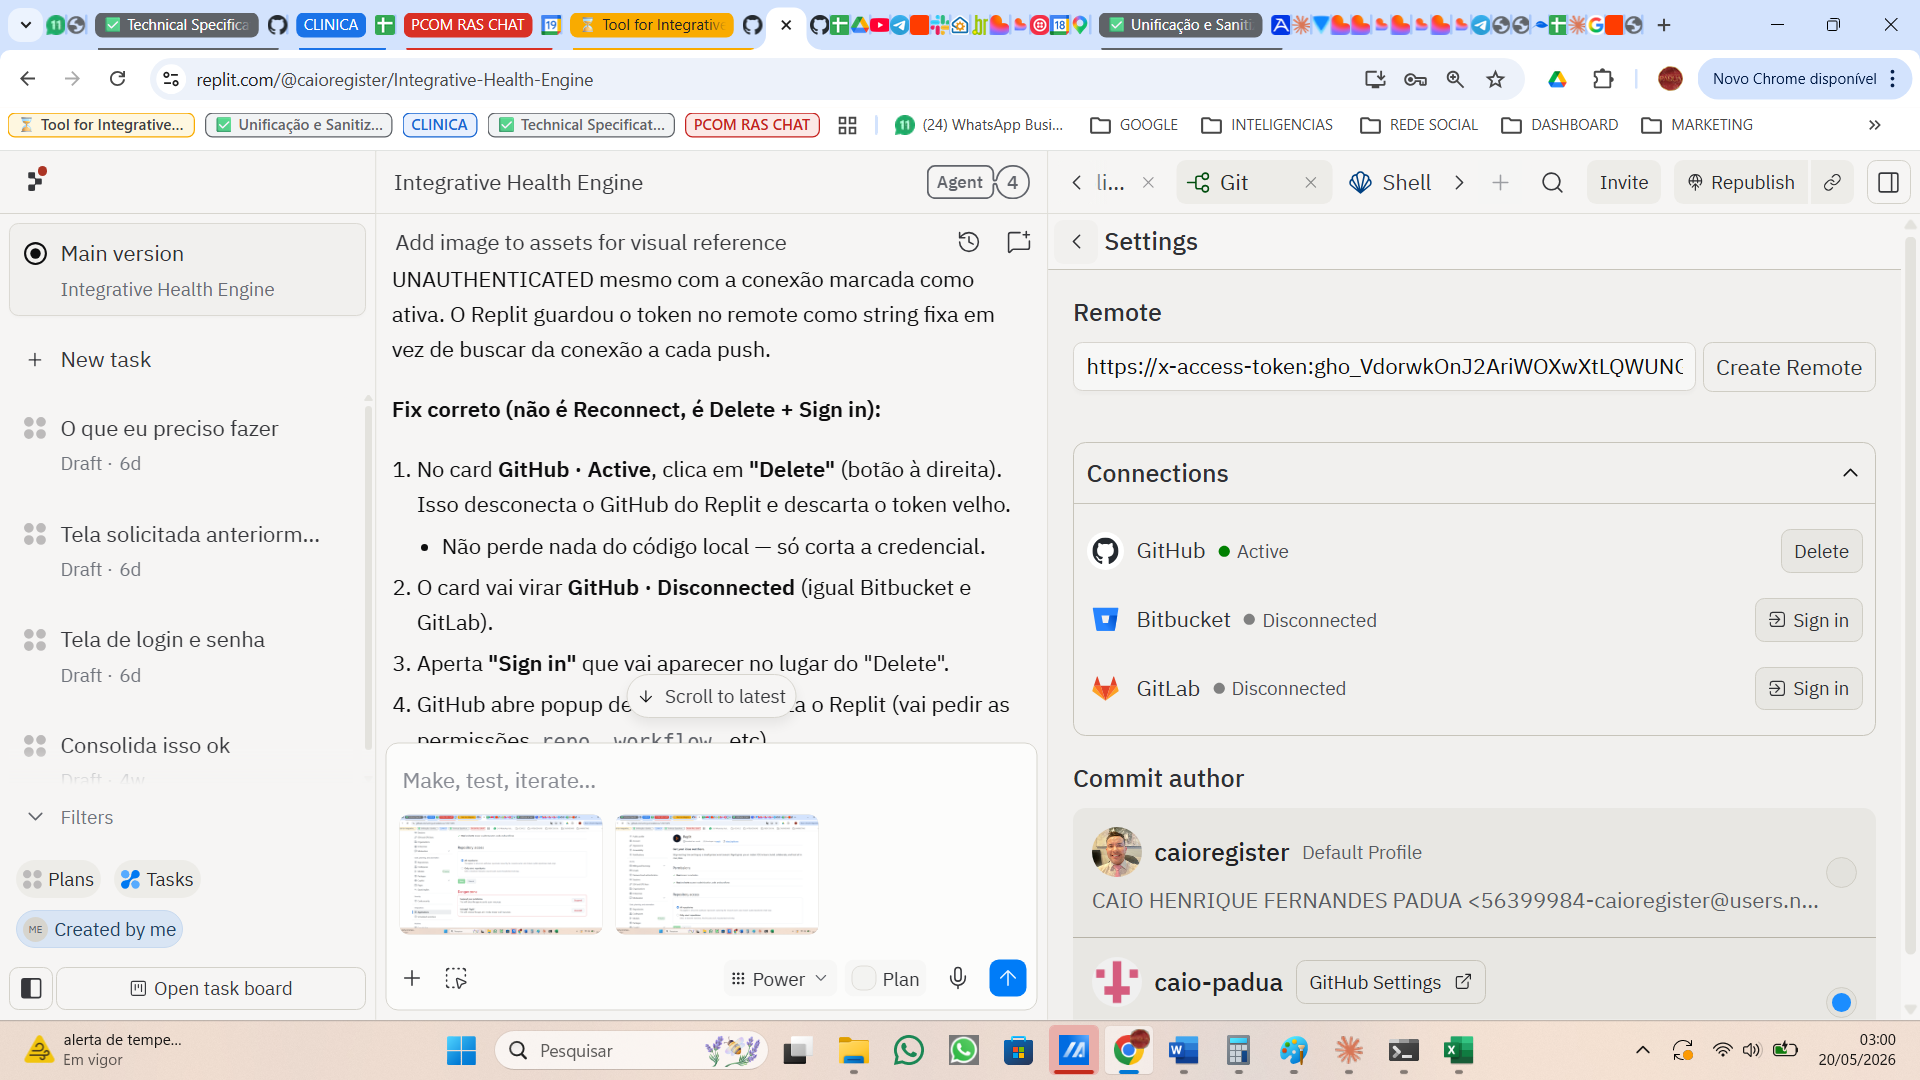 Technical Specifica
CLINICA
PCOM RAS CHAT
Tool for Integrative
Unificação e Saniti
replit.com/@caioregister/Integrative-Health-Engine
Novo Chrome disponível
Tool for Integrative...
Unificação e Sanitiz...
CLINICA
Technical Specificat...
PCOM RAS CHAT
(24) WhatsApp Busi...
GOOGLE
INTELIGENCIAS
REDE SOCIAL
DASHBOARD
MARKETING
Integrative Health Engine
Agent 4
li...
Git
Shell
Invite
Republish
Main version
Integrative Health Engine
New task
O que eu preciso fazer
Draft · 6d
Tela solicitada anteriorm...
Draft · 6d
Tela de login e senha
Draft · 6d
Consolida isso ok
Draft · 4w
Filters
Plans
Tasks
ME Created by me
Open task board
Add image to assets for visual reference
UNAUTHENTICATED mesmo com a conexão marcada como
ativa. O Replit guardou o token no remote como string fixa em
vez de buscar da conexão a cada push.
Fix correto (não é Reconnect, é Delete + Sign in):
1. No card GitHub · Active, clica em "Delete" (botão à direita).
Isso desconecta o GitHub do Replit e descarta o token velho.
• Não perde nada do código local — só corta a credencial.
2. O card vai virar GitHub · Disconnected (igual Bitbucket e
GitLab).
3. Aperta "Sign in" que vai aparecer no lugar do "Delete".
4. GitHub abre popup de
za o Replit (vai pedir as
permissões repo, workflow, etc)
Scroll to latest
Make, test, iterate...
Power
Plan
Settings
Remote
https://x-access-token:gho_VdorwkOnJ2AriWOXwXtLQWUN
Create Remote
Connections
GitHub
Active
Delete
Bitbucket
Disconnected
Sign in
GitLab
Disconnected
Sign in
Commit author
caioregister Default Profile
CAIO HENRIQUE FERNANDES PADUA <56399984-caioregister@users.n...
caio-padua
GitHub Settings
alerta de tempe...
Em vigor
Pesquisar
03:00
20/05/2026